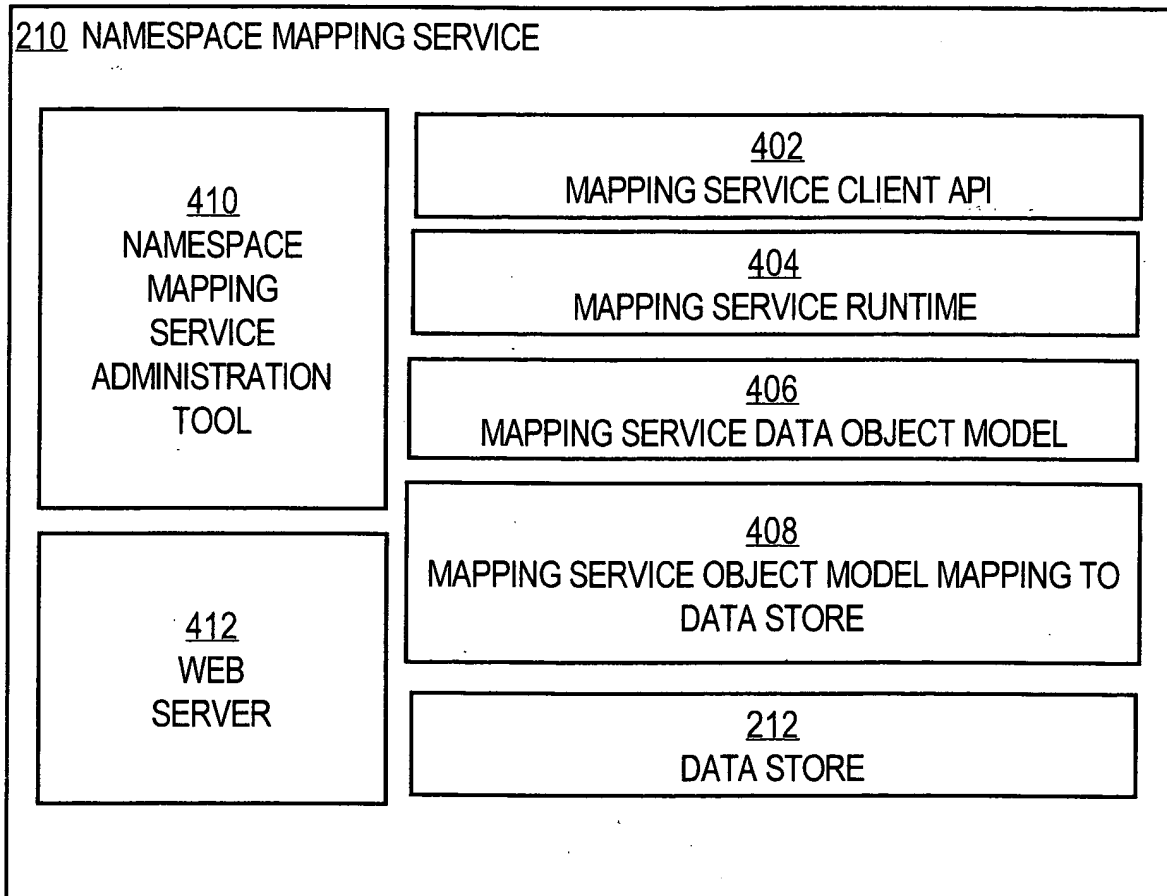 210 NAMESPACE MAPPING SERVICE
410
NAMESPACE
MAPPING
SERVICE
ADMINISTRATION
TOOL
412
WEB
SERVER
402
MAPPING SERVICE CLIENT API
404
MAPPING SERVICE RUNTIME
406
MAPPING SERVICE DATA OBJECT MODEL
408
MAPPING SERVICE OBJECT MODEL MAPPING TO
DATA STORE
212
DATA STORE